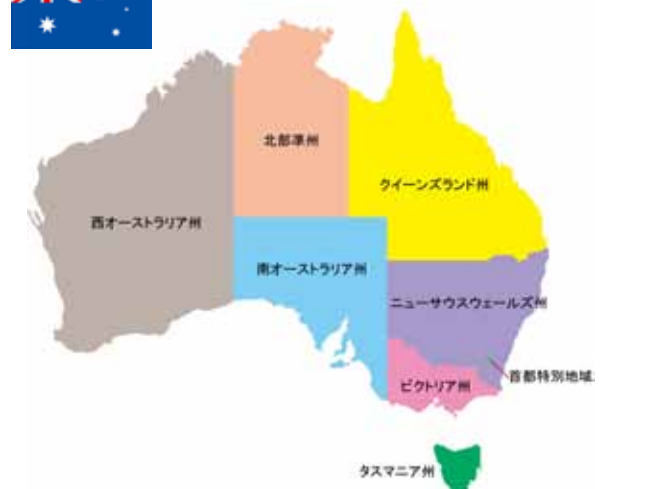 北部準州
クイーンズランド州
西オーストラリア州
南オーストラリア州
ニューサウスウェールズ州
首都特別地域
ビクトリア州
タスマニア州